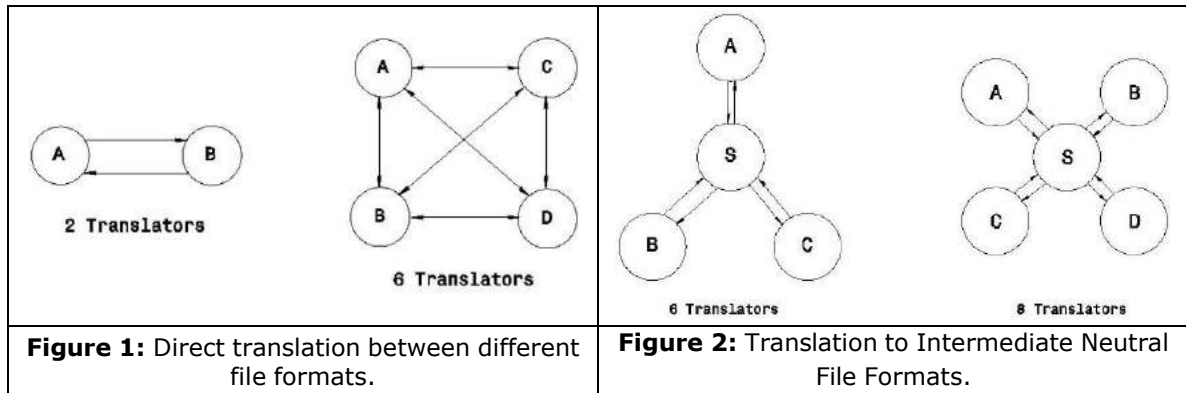 A
B
2 Translators
A
C
B
D
6 Translators
A
S
B
C
6 Translators
A
B
S
C
D
8 Translators
Figure 1: Direct translation between different
file formats.
Figure 2: Translation to Intermediate Neutral
File Formats.